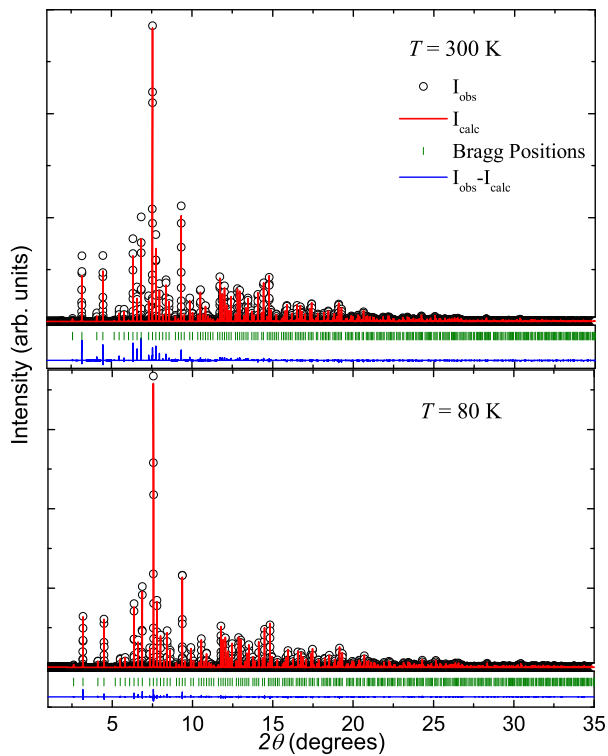 T = 300 K
I_obs
I_calc
Bragg Positions
I_obs-I_calc
Intensity (arb. units)
T = 80 K
5 10 15 20 25 30 35
2θ (degrees)